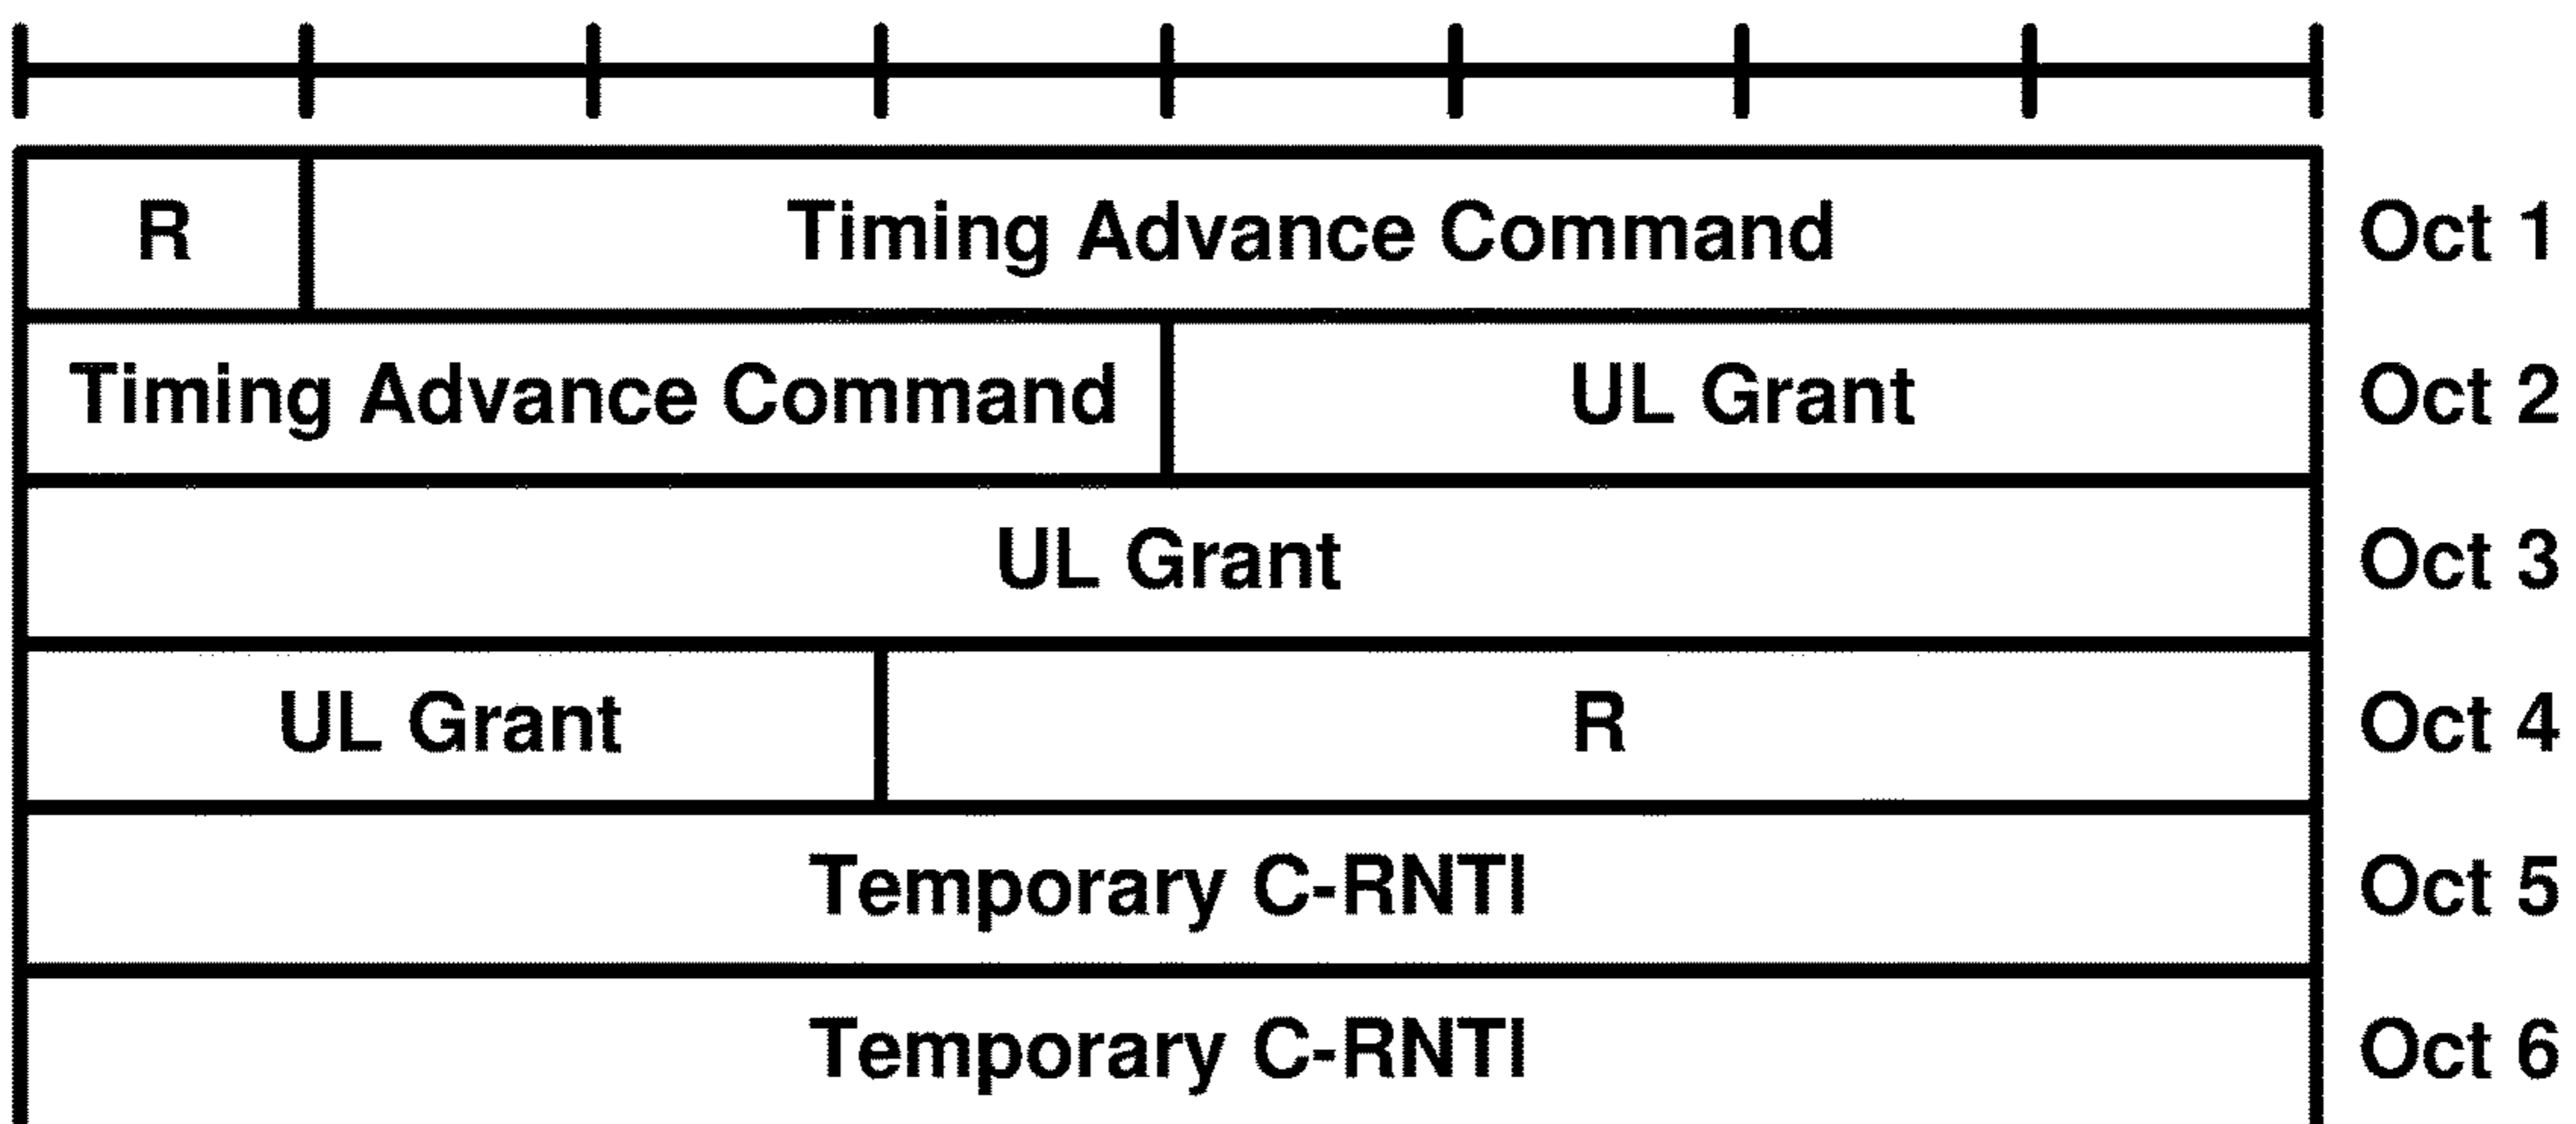 R Timing Advance Command Oct 1
Timing Advance Command UL Grant Oct 2
UL Grant Oct 3
UL Grant R Oct 4
Temporary C-RNTI Oct 5
Temporary C-RNTI Oct 6